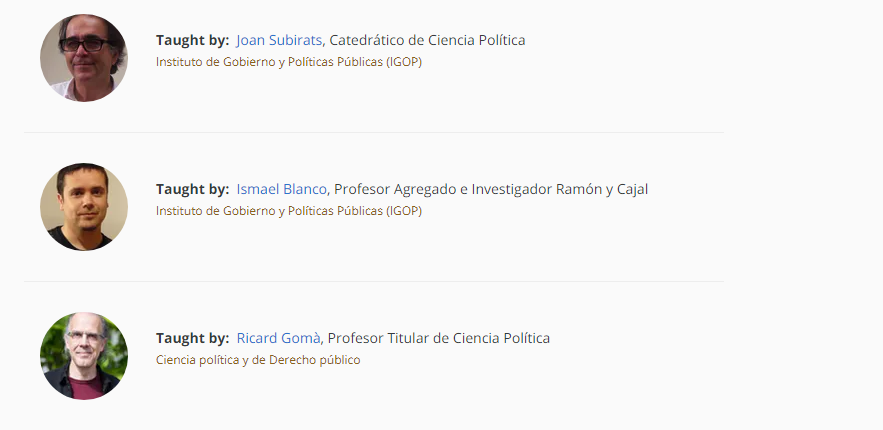 Taught by: Joan Subirats, Catedrático de Ciencia Política
Instituto de Gobierno y Políticas Públicas (IGOP)
Taught by: Ismael Blanco, Profesor Agregado e Investigador Ramón y Cajal
Instituto de Gobierno y Políticas Públicas (IGOP)
Taught by: Ricard Gomà, Profesor Titular de Ciencia Política
Ciencia política y de Derecho público